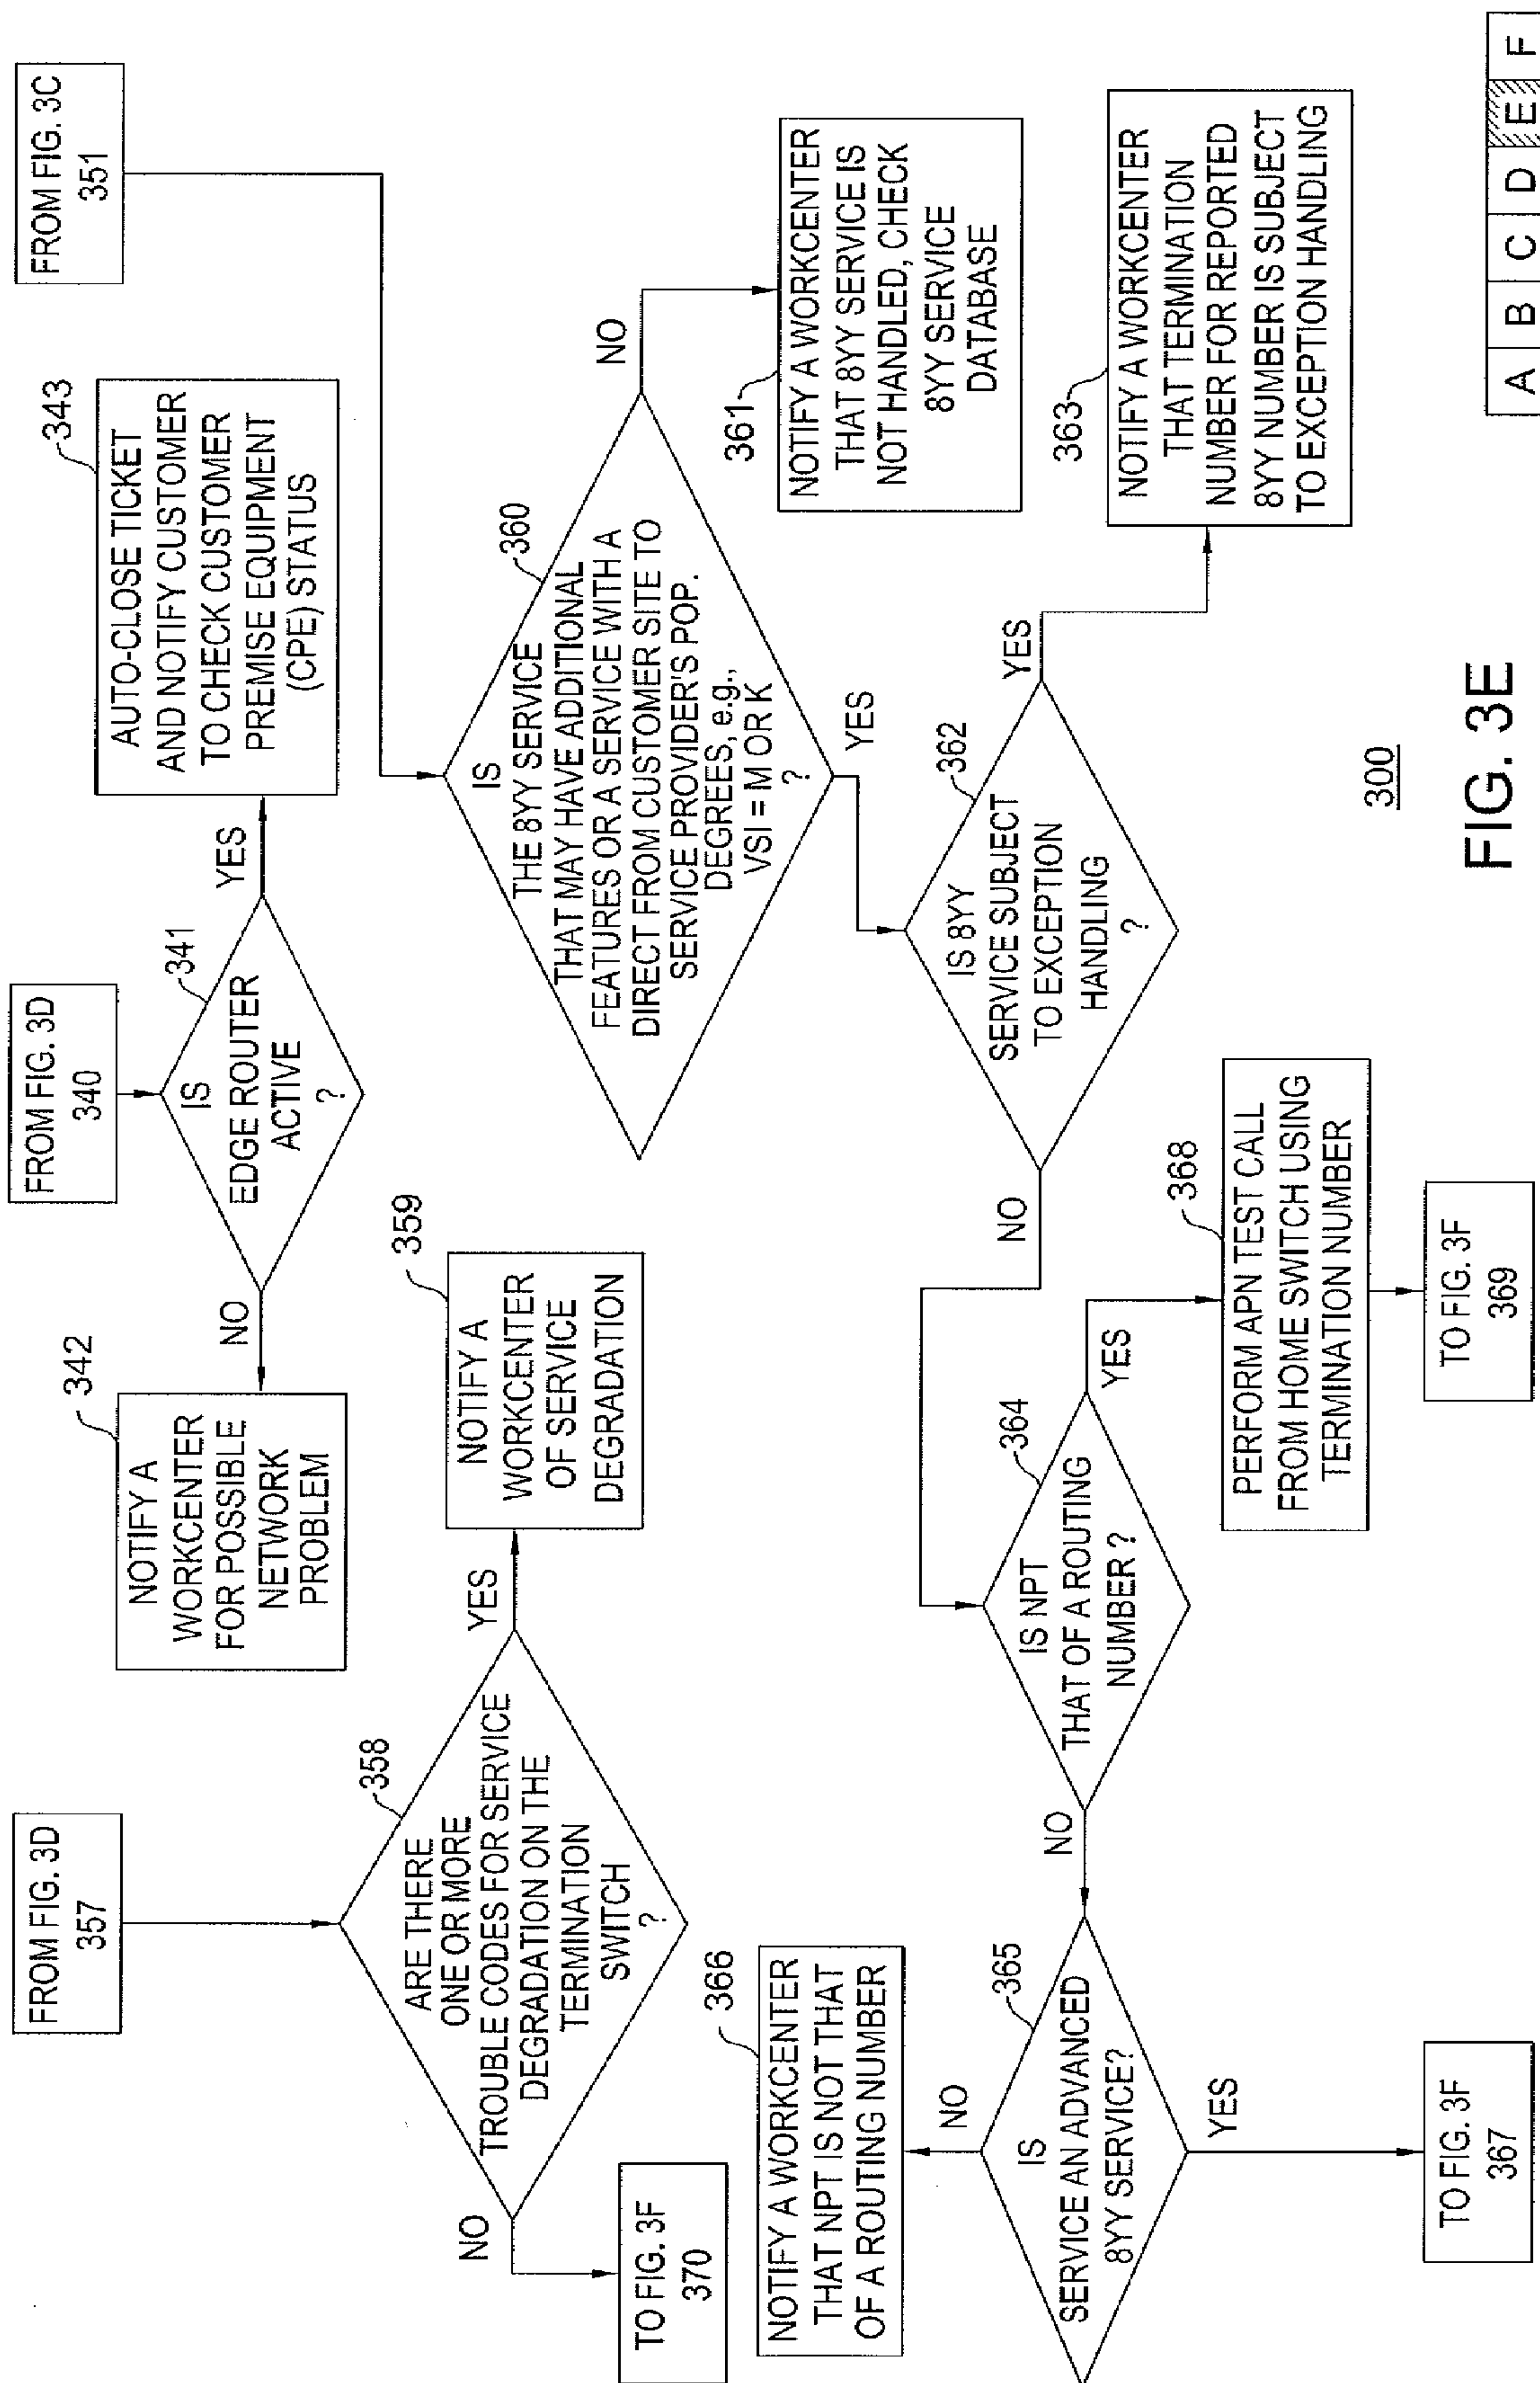 FROM FIG. 3D
357
FROM FIG. 3D
340
FROM FIG. 3C
351
342
NOTIFY A
WORKCENTER
FOR POSSIBLE
NETWORK
PROBLEM
NO
IS
EDGE ROUTER
ACTIVE
?
341
YES
343
AUTO-CLOSE TICKET
AND NOTIFY CUSTOMER
TO CHECK CUSTOMER
PREMISE EQUIPMENT
(CPE) STATUS
ARE THERE
ONE OR MORE
TROUBLE CODES FOR SERVICE
DEGRADATION ON THE
TERMINATION
SWITCH
?
358
YES
359
NOTIFY A
WORKCENTER
OF SERVICE
DEGRADATION
NO
TO FIG. 3F
370
IS
THE 8YY SERVICE
THAT MAY HAVE ADDITIONAL
FEATURES OR A SERVICE WITH A
DIRECT FROM CUSTOMER SITE TO
SERVICE PROVIDER'S POP.
DEGREES, e.g.,
VSI = M OR K
?
360
NO
361
NOTIFY A WORKCENTER
THAT 8YY SERVICE IS
NOT HANDLED, CHECK
8YY SERVICE
DATABASE
YES
IS 8YY
SERVICE SUBJECT
TO EXCEPTION
HANDLING
?
362
YES
363
NOTIFY A WORKCENTER
THAT TERMINATION
NUMBER FOR REPORTED
8YY NUMBER IS SUBJECT
TO EXCEPTION HANDLING
NO
IS NPT
THAT OF A ROUTING
NUMBER ?
364
YES
368
PERFORM APN TEST CALL
FROM HOME SWITCH USING
TERMINATION NUMBER
TO FIG. 3F
369
NO
IS
SERVICE AN ADVANCED
8YY SERVICE?
365
NO
366
NOTIFY A WORKCENTER
THAT NPT IS NOT THAT
OF A ROUTING NUMBER
YES
TO FIG. 3F
367
300
FIG. 3E
A B C D E F